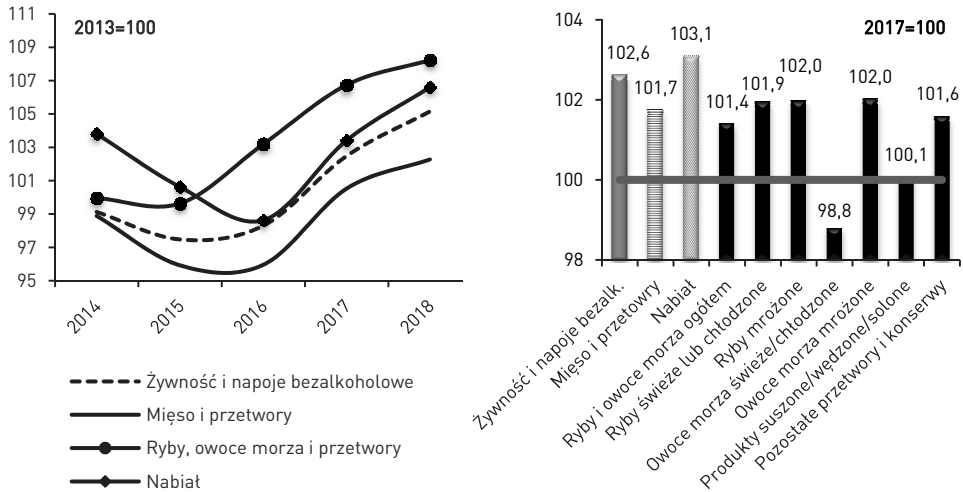 2013=100
111
109
107
105
103
101
99
97
95
2014
2015
2016
2017
2018
Żywność i napoje bezalkoholowe
Mięso i przetwory
Ryby, owoce morza i przetwory
Nabiał
2017=100
104
102
100
98
102,6
101,7
103,1
101,4
101,9
102,0
98,8
102,0
100,1
101,6
Żywność i napoje bezalk.
Mięso i przetowry
Nabiał
Ryby i owoce morza ogółem
Ryby świeże lub chłodzone
Ryby mrożone
Owoce morza świeże/chłodzone
Owoce morza mrożone
Produkty suszone/wędzone/solone
Pozostałe przetwory i konserwy